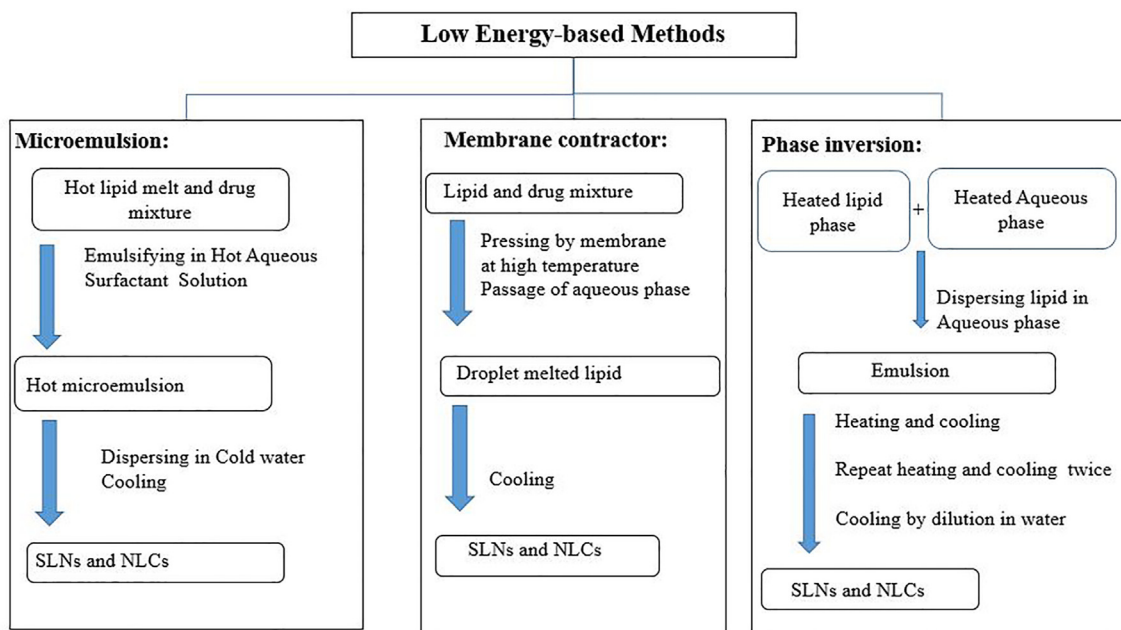 Low Energy-based Methods
Microemulsion:
Hot lipid melt and drug
mixture
Emulsifying in Hot Aqueous
Surfactant Solution
Hot microemulsion
Dispersing in Cold water
Cooling
SLNs and NLCs
Membrane contractor:
Lipid and drug mixture
Pressing by membrane
at high temperature
Passage of aqueous phase
Droplet melted lipid
Cooling
SLNs and NLCs
Phase inversion:
Heated lipid
phase
+
Heated Aqueous
phase
Dispersing lipid in
Aqueous phase
Emulsion
Heating and cooling
Repeat heating and cooling twice
Cooling by dilution in water
SLNs and NLCs